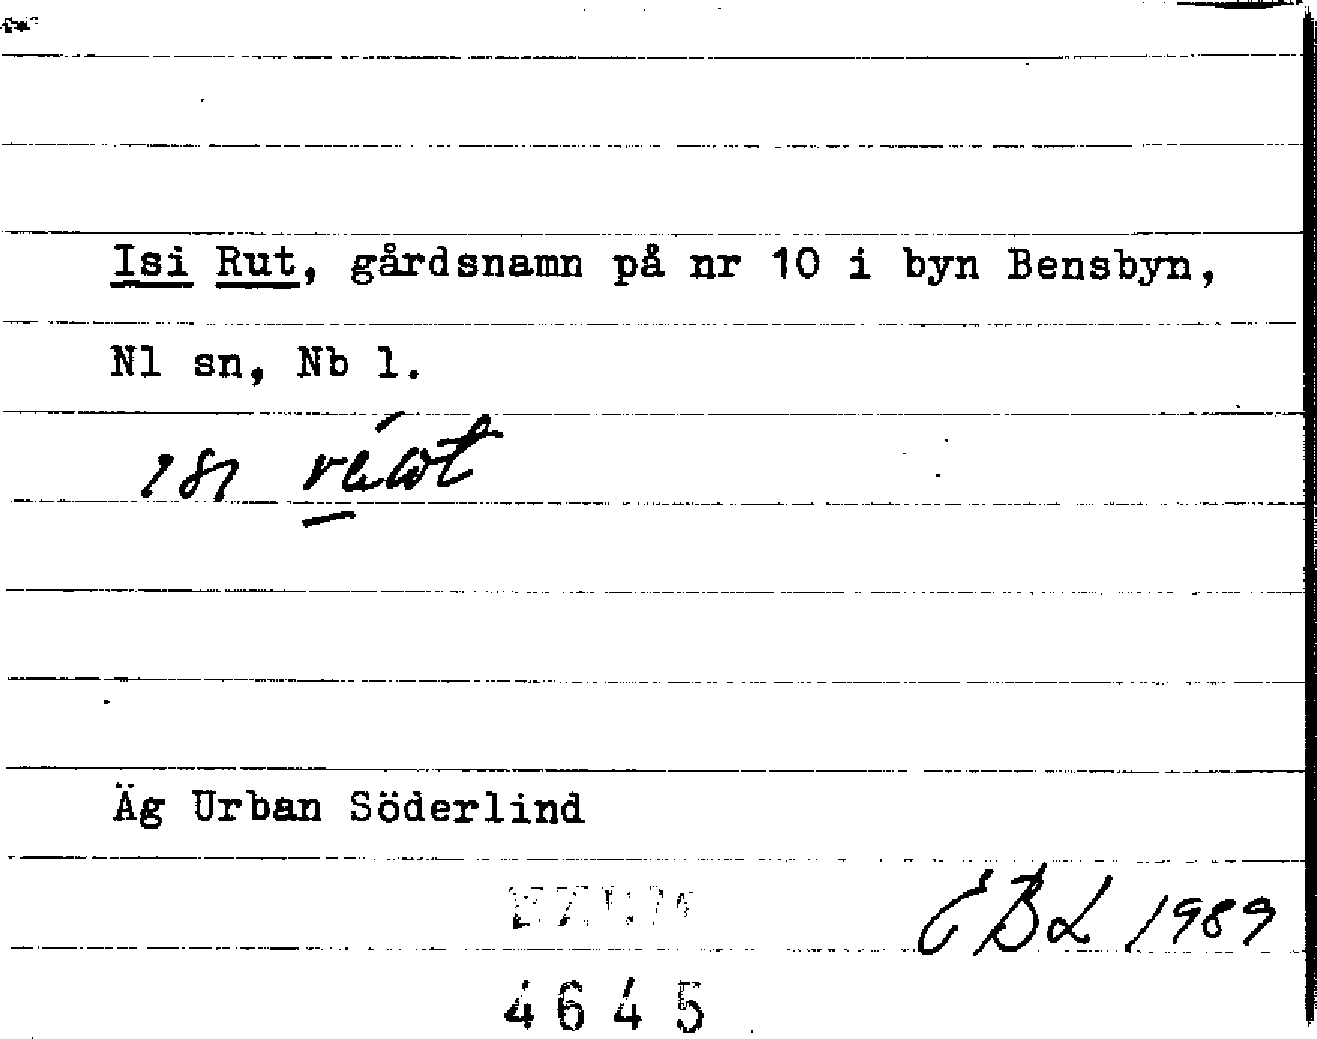 Isi Rut, gårdsnamn på nr 10 i byn Bensbyn,
Nl sn, Nb l.
Äg Urban Söderlind
EBL 1989
4645